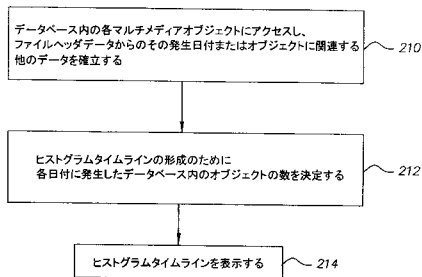 データベース内の各マルチメディアオブジェクトにアクセスし、
ファイルヘッダデータからのその発生日付またはオブジェクトに関連する
他のデータを確立する
210
ヒストグラムタイムラインの形成のために
各日付に発生したデータベース内のオブジェクトの数を決定する
212
ヒストグラムタイムラインを表示する
214